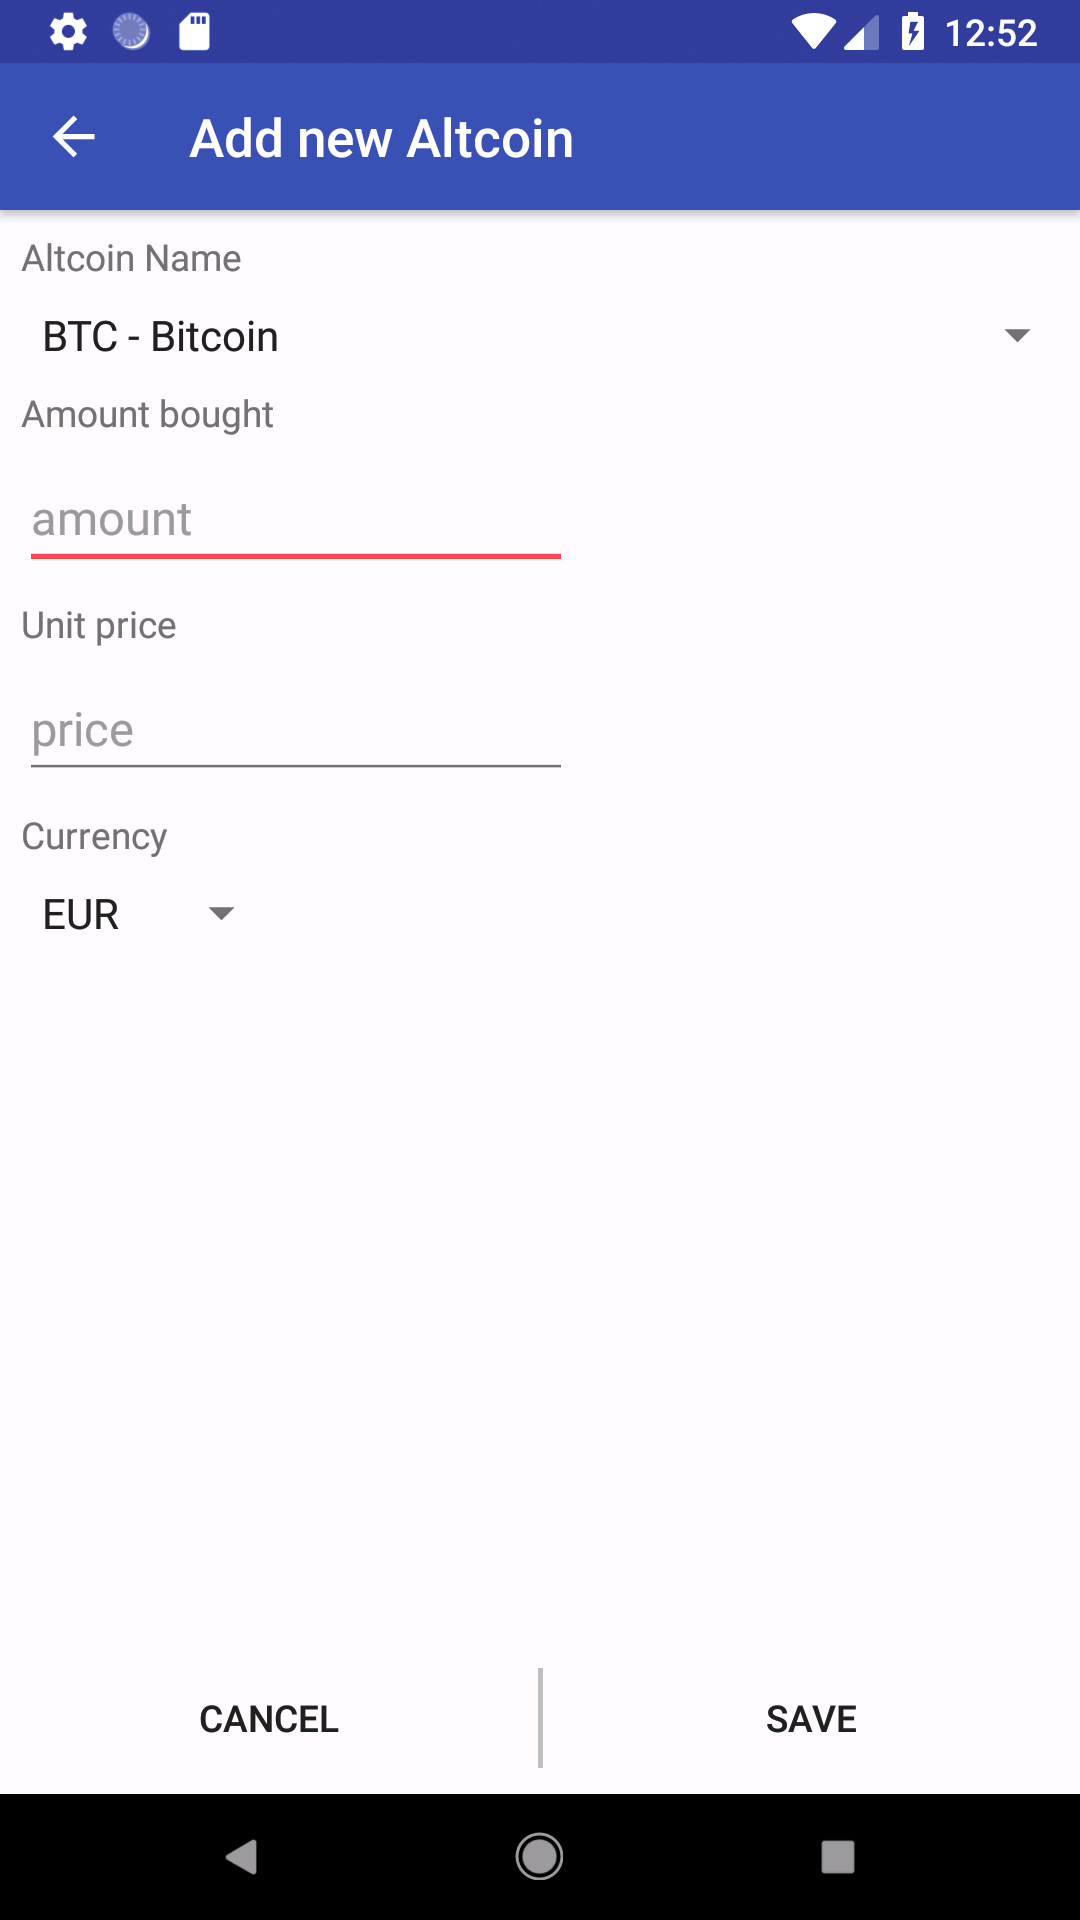 12:52
Add new Altcoin
Altcoin Name
BTC - Bitcoin
Amount bought
amount
Unit price
price
Currency
EUR
CANCEL
SAVE